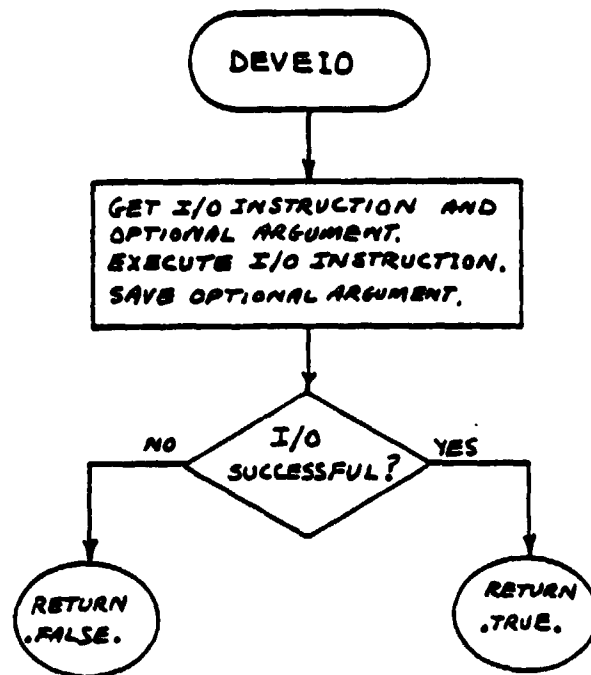 DEVEIO
GET I/O INSTRUCTION AND
OPTIONAL ARGUMENT.
EXECUTE I/O INSTRUCTION.
SAVE OPTIONAL ARGUMENT.
I/O
SUCCESSFUL?
NO
YES
RETURN
.FALSE.
RETURN
.TRUE.